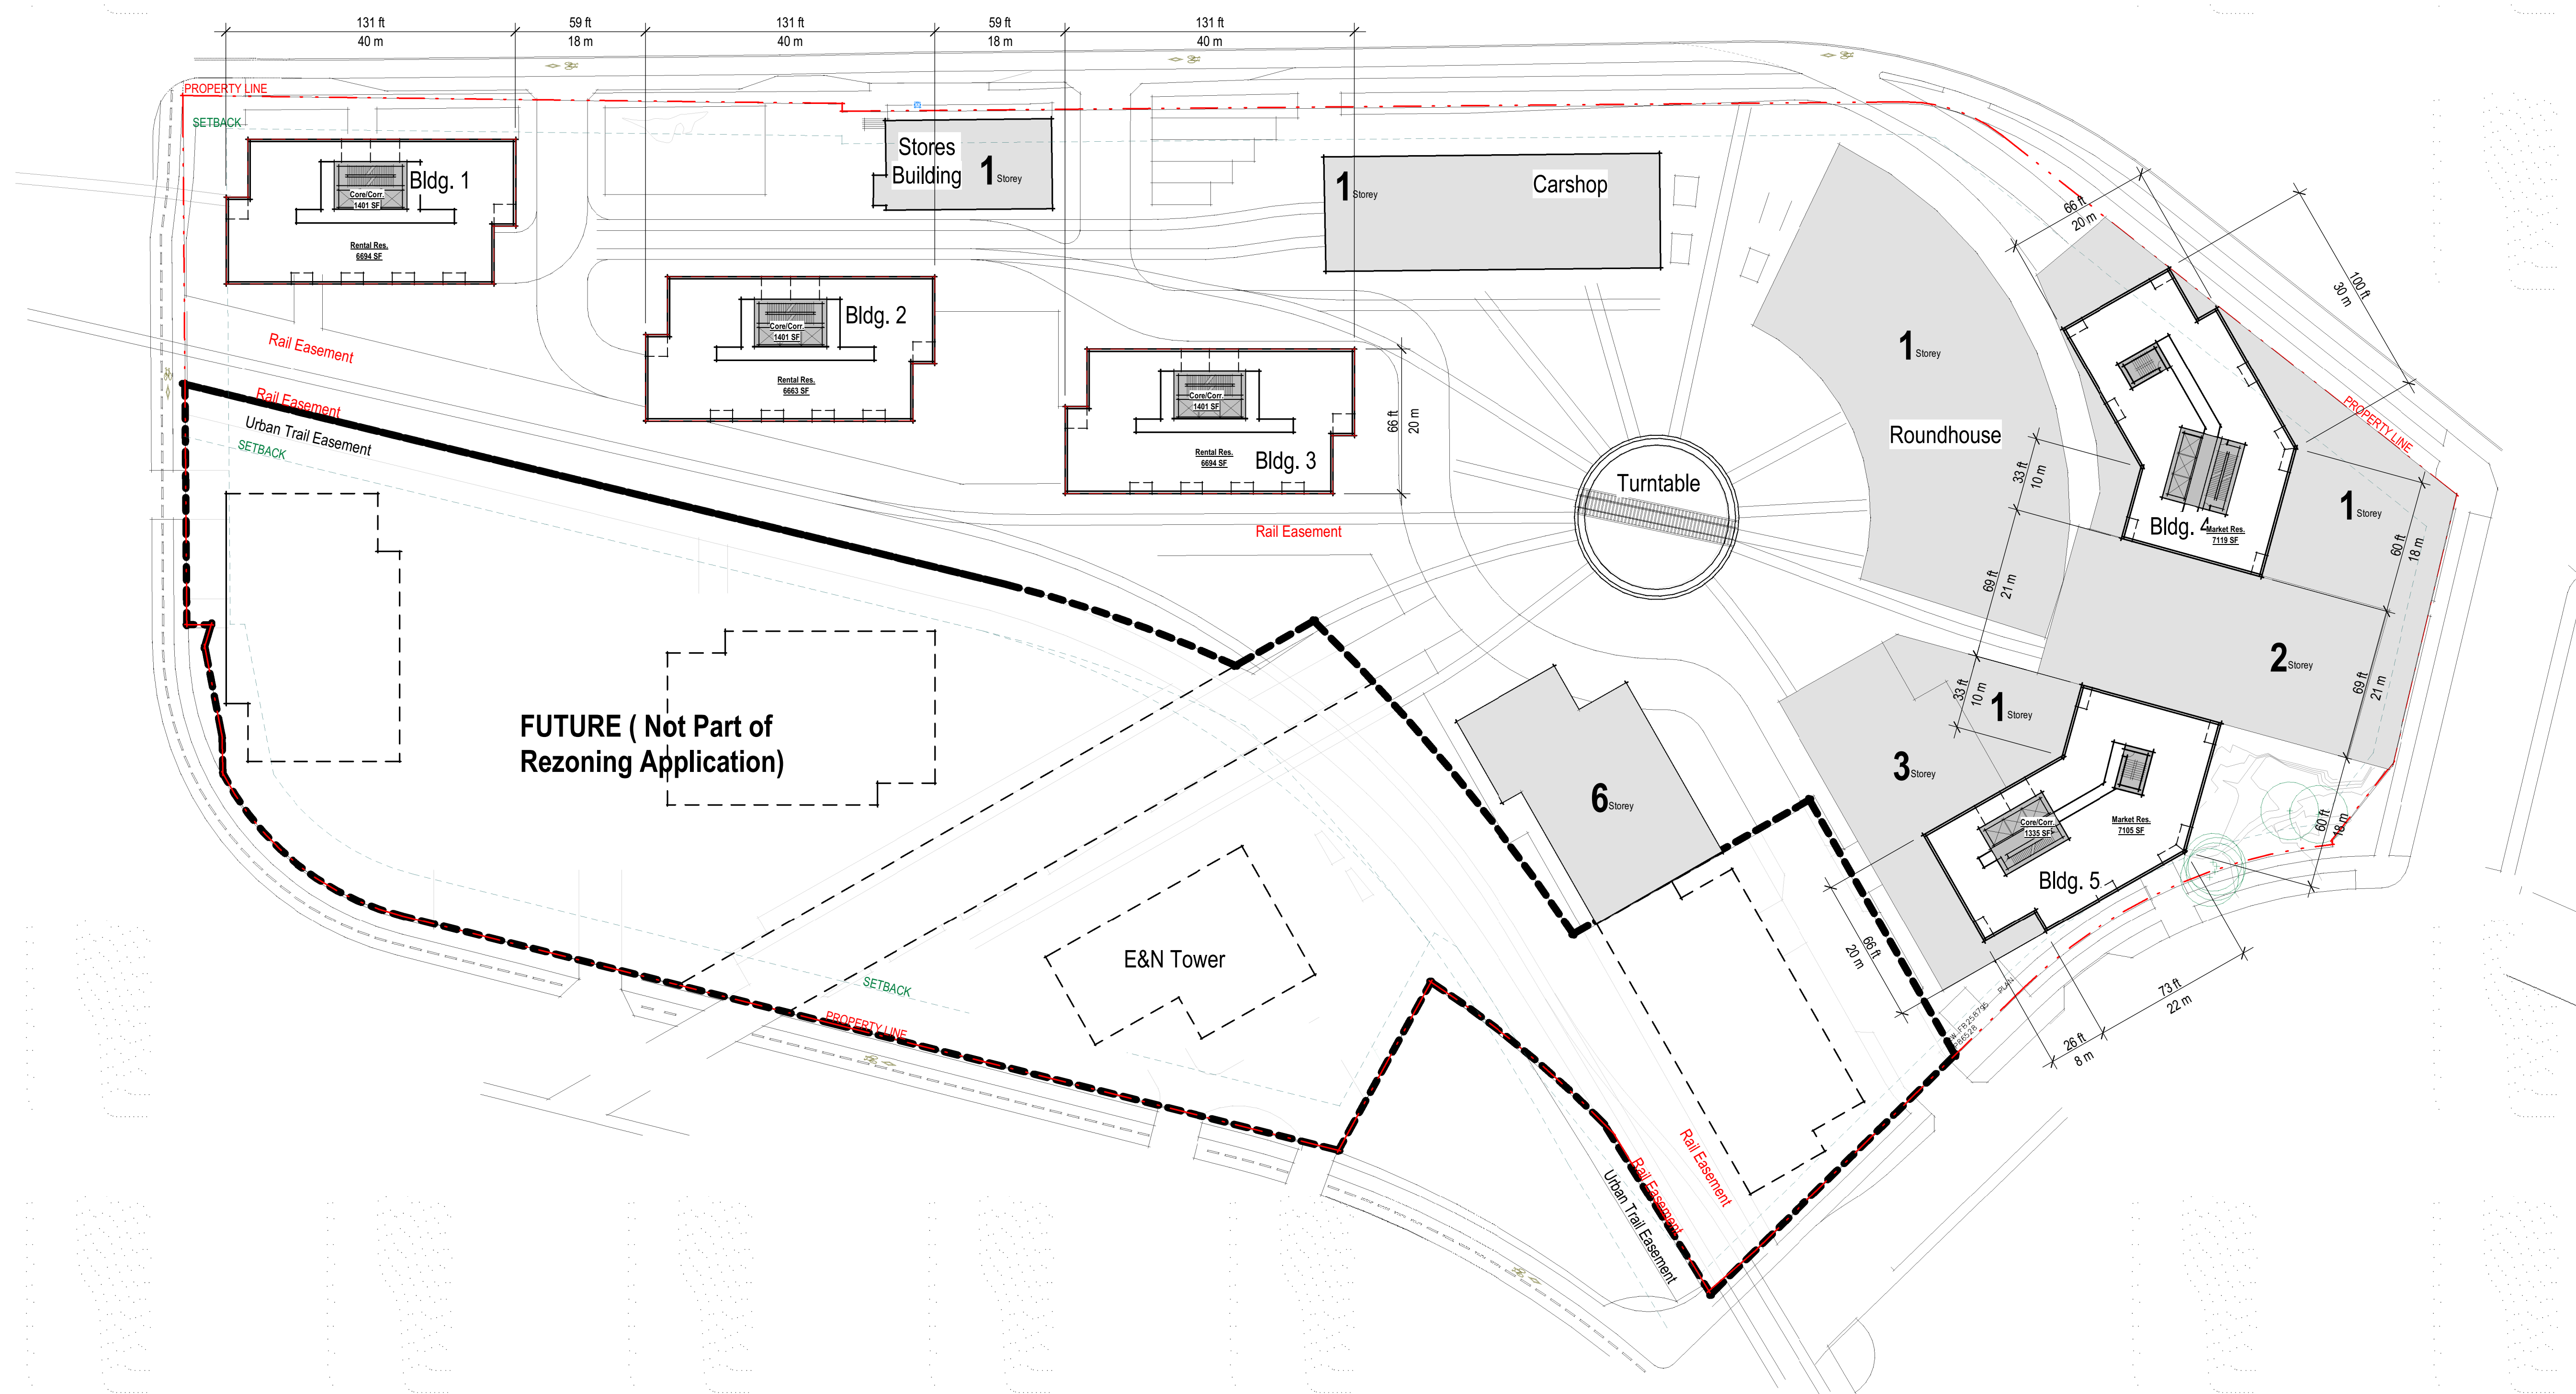 131 ft
59 ft
131 ft
59 ft
131 ft
40 m
18 m
40 m
18 m
40 m
PROPERTY LINE
SETBACK
Bldg. 1
Core/Corr.
1401 SF
Rental Res.
6694 SF
Stores
Building
1 Storey
1 Storey
Carshop
66 ft
20 m
100 ft
30 m
Bldg. 2
Core/Corr.
1401 SF
Rental Res.
6663 SF
Rail Easement
Rail Easement
Urban Trail Easement
SETBACK
Core/Corr.
1401 SF
Rental Res.
6694 SF
Bldg. 3
66 ft
20 m
1 Storey
Roundhouse
PROPERTY LINE
Turntable
33 ft
10 m
Bldg. 4
Market Res.
7119 SF
1 Storey
Rail Easement
60 ft
18 m
69 ft
21 m
2 Storey
69 ft
21 m
33 ft
10 m
1 Storey
FUTURE ( Not Part of
Rezoning Application)
6 Storey
3 Storey
Core/Corr.
1335 SF
Market Res.
7105 SF
60 ft
18 m
Bldg. 5
66 ft
20 m
E&N Tower
SETBACK
PROPERTY LINE
73 ft
22 m
26 ft
8 m
PLAN
Rail Easement
Rail Easement
Urban Trail Easement